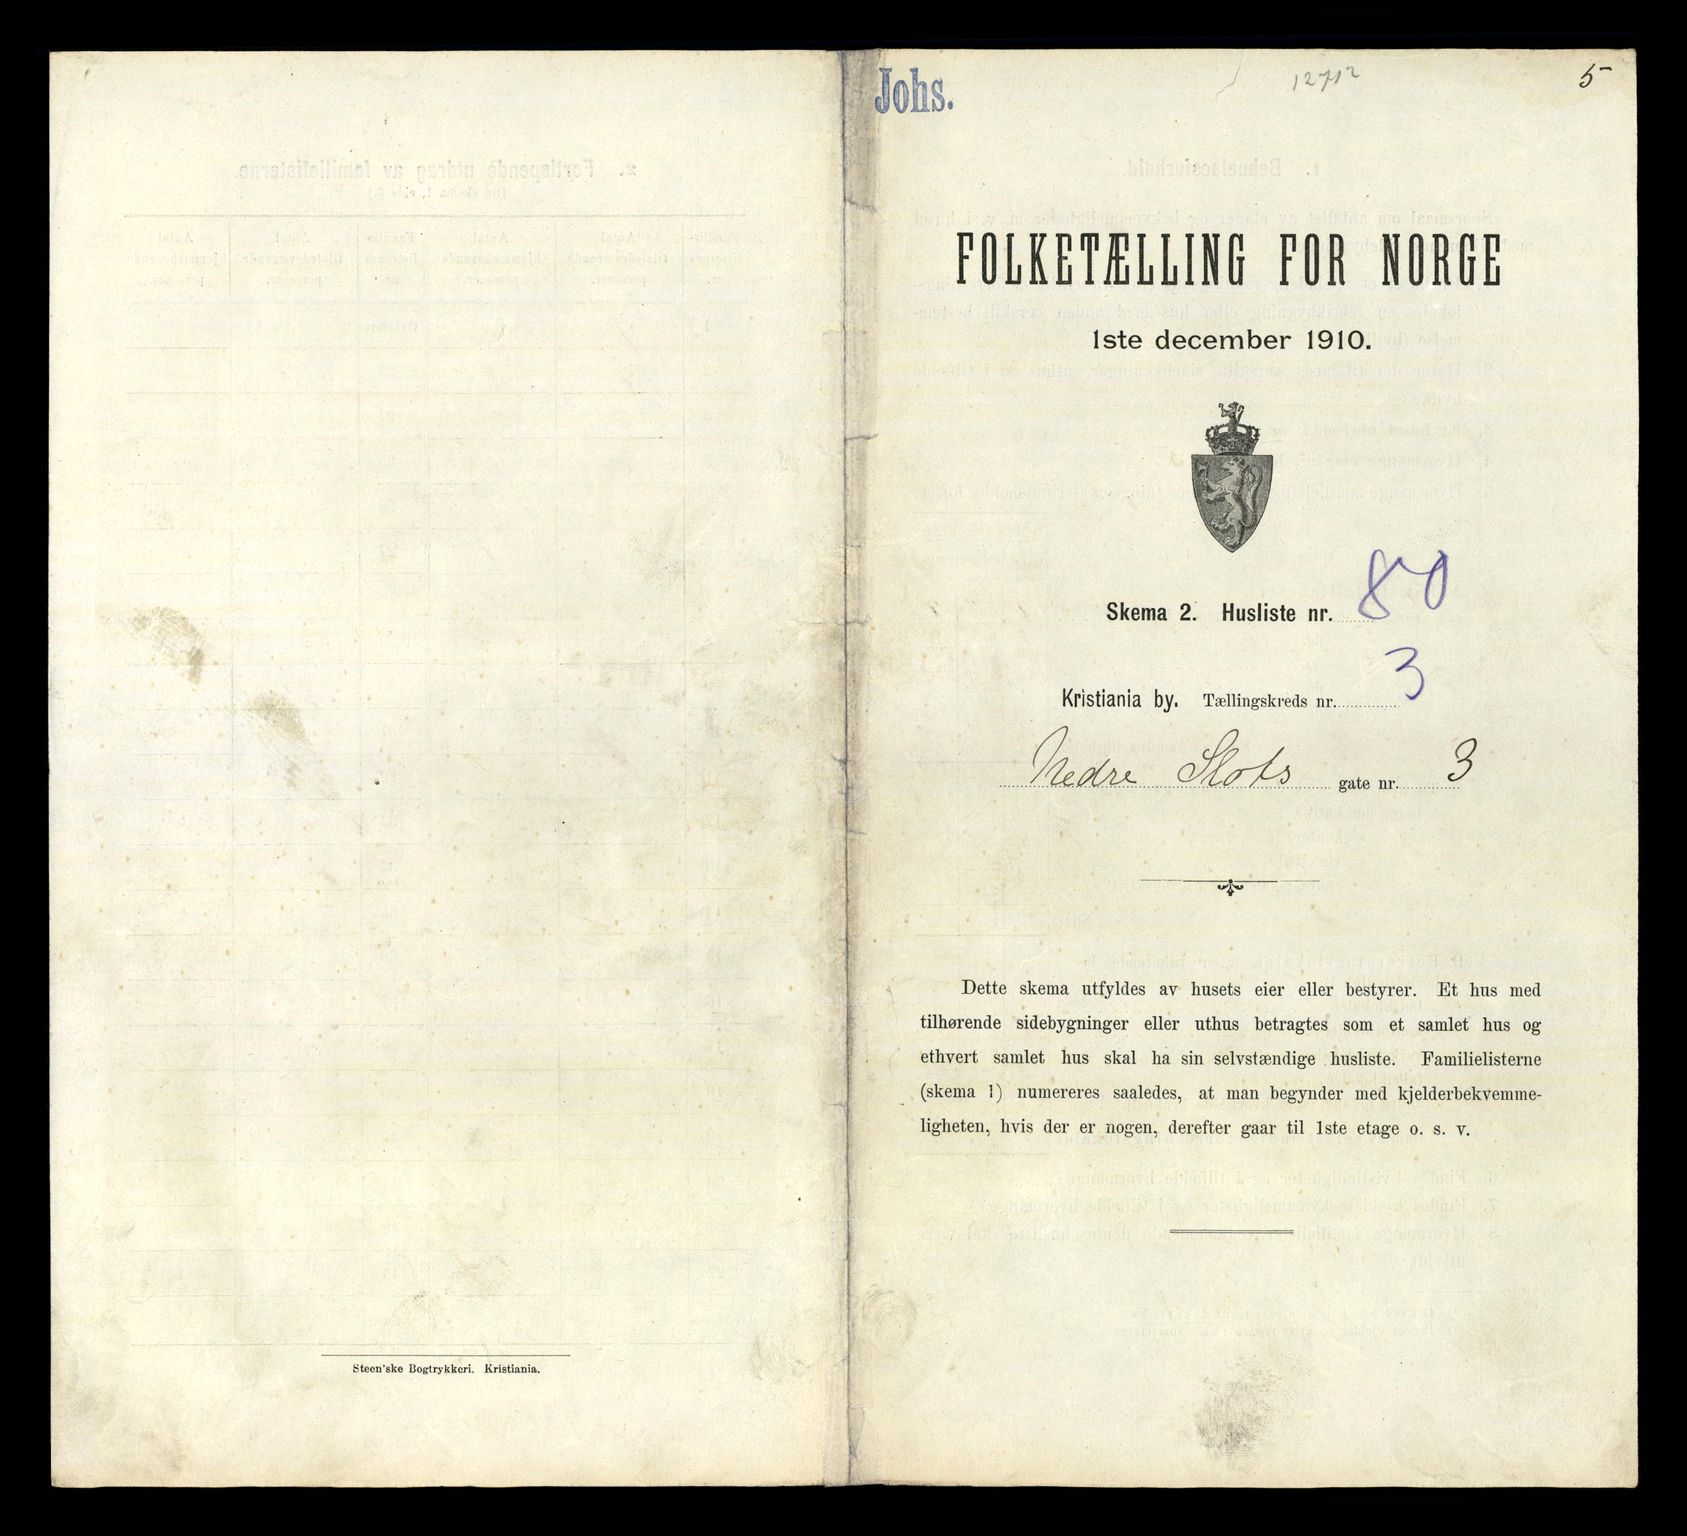 Johs.
12712
5
FOLKETÆLLING FOR NORGE
1ste december 1910.
Skema 2. Husliste nr. 80
Kristiania by. Tællingskreds nr. 3
Nedre Slots gate nr. 3
Dette skema utfyldes av husets eier eller bestyrer. Et hus med
tilhørende sidebygninger eller uthus betragtes som et samlet hus og
ethvert samlet hus skal ha sin selvstændige husliste. Familielisterne
(skema 1) numereres saaledes, at man begynder med kjelderbekvemme-
ligheten, hvis der er nogen, derefter gaar til 1ste etage o. s. v.
Steen'ske Bogtrykkeri. Kristiania.